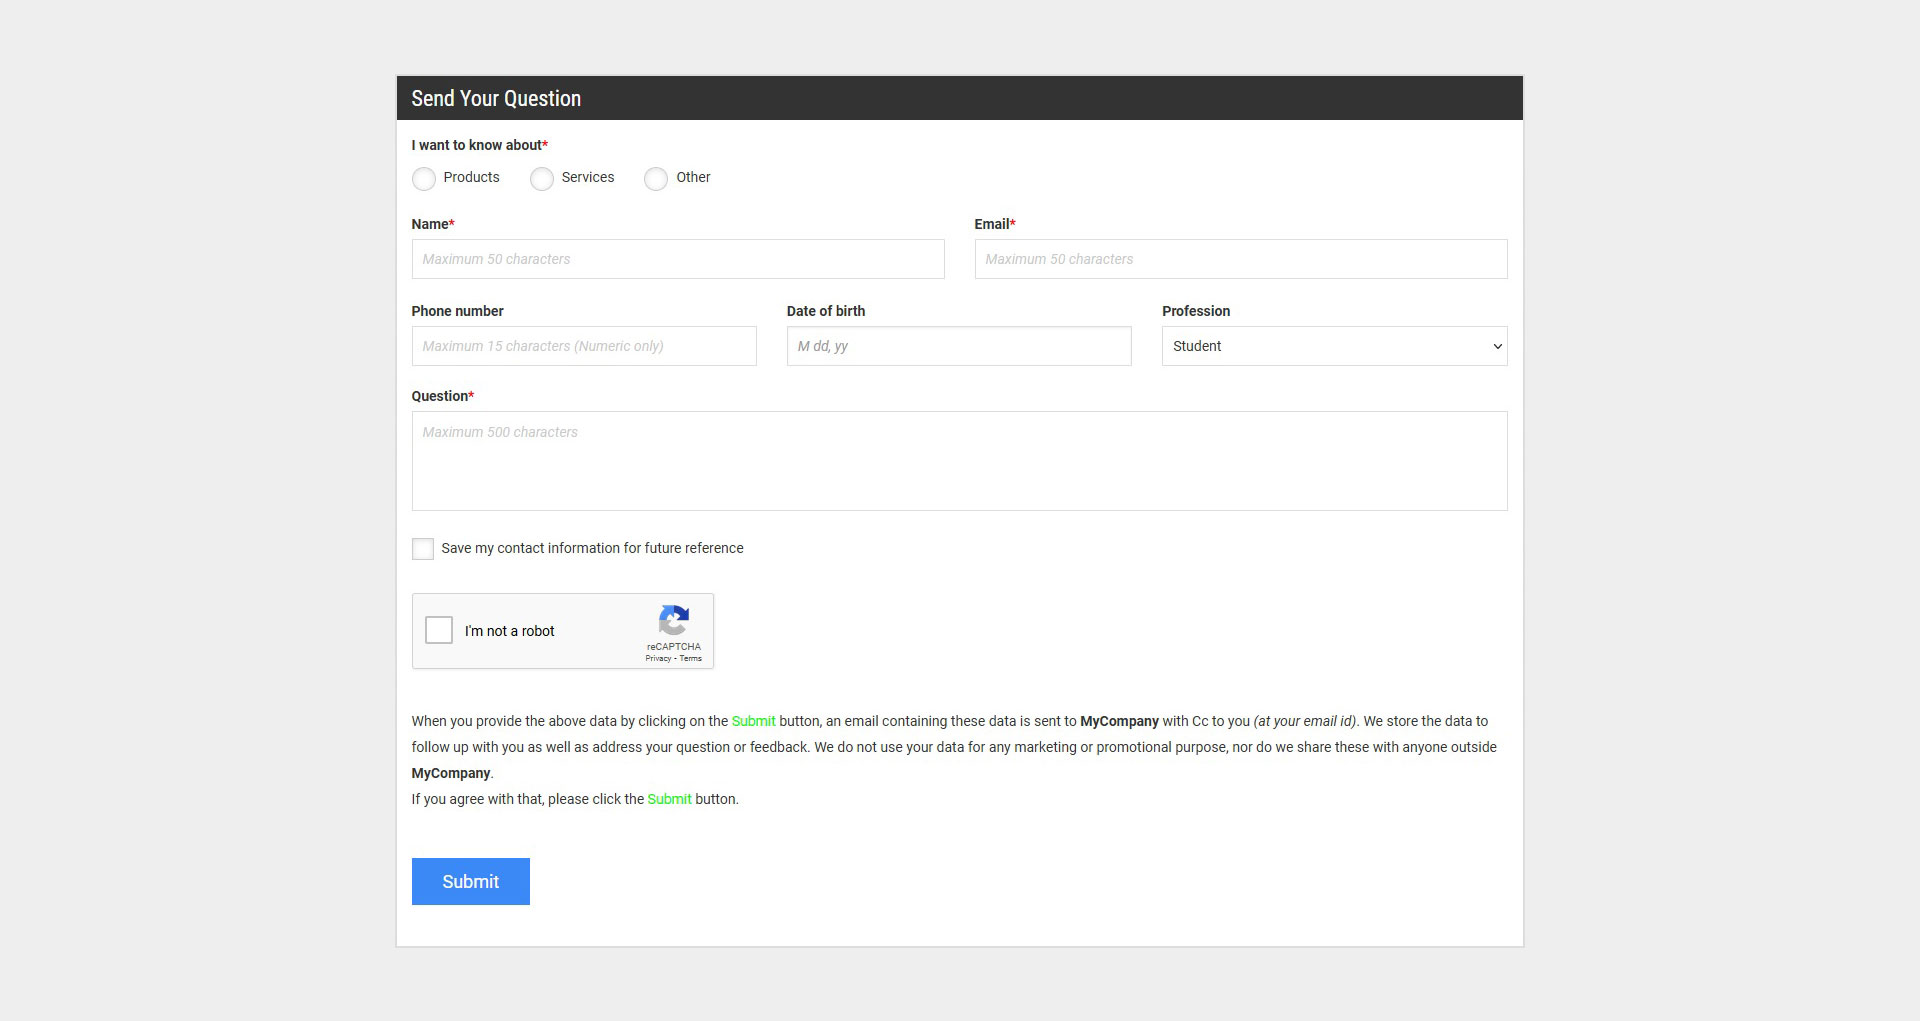 Send Your Question
I want to know about*
Products Services Other
Name* Email*
Maximum 50 characters Maximum 50 characters
Phone number Date of birth Profession
Maximum 15 characters (Numeric only) M dd, yy Student
Question*
Maximum 500 characters
Save my contact information for future reference
I'm not a robot
reCAPTCHA
Privacy - Terms
When you provide the above data by clicking on the Submit button, an email containing these data is sent to MyCompany with Cc to you (at your email id). We store the data to
follow up with you as well as address your question or feedback. We do not use your data for any marketing or promotional purpose, nor do we share these with anyone outside
MyCompany.
If you agree with that, please click the Submit button.
Submit